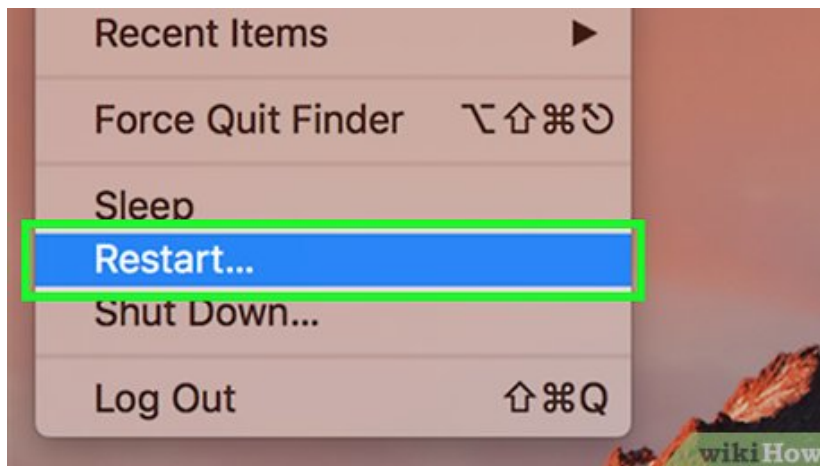 Recent Items ▶
Force Quit Finder ⌥⇧⌘⎋
Sleep
Restart...
Shut Down...
Log Out ⇧⌘Q
wikiHow